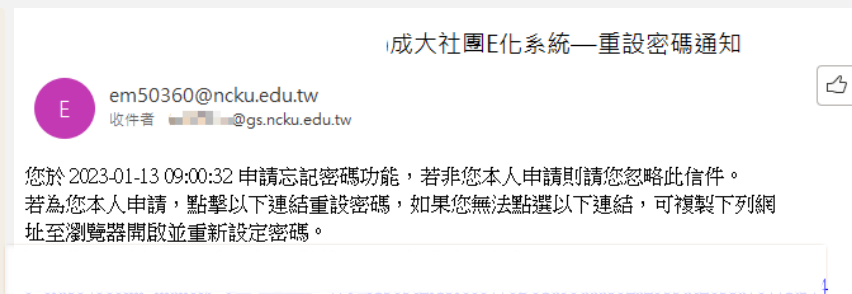 成大社團E化系統—重設密碼通知
E
em50360@ncku.edu.tw
收件者 @gs.ncku.edu.tw
您於 2023-01-13 09:00:32 申請忘記密碼功能，若非您本人申請則請您忽略此信件。
若為您本人申請，點擊以下連結重設密碼，如果您無法點選以下連結，可複製下列網
址至瀏覽器開啟並重新設定密碼。